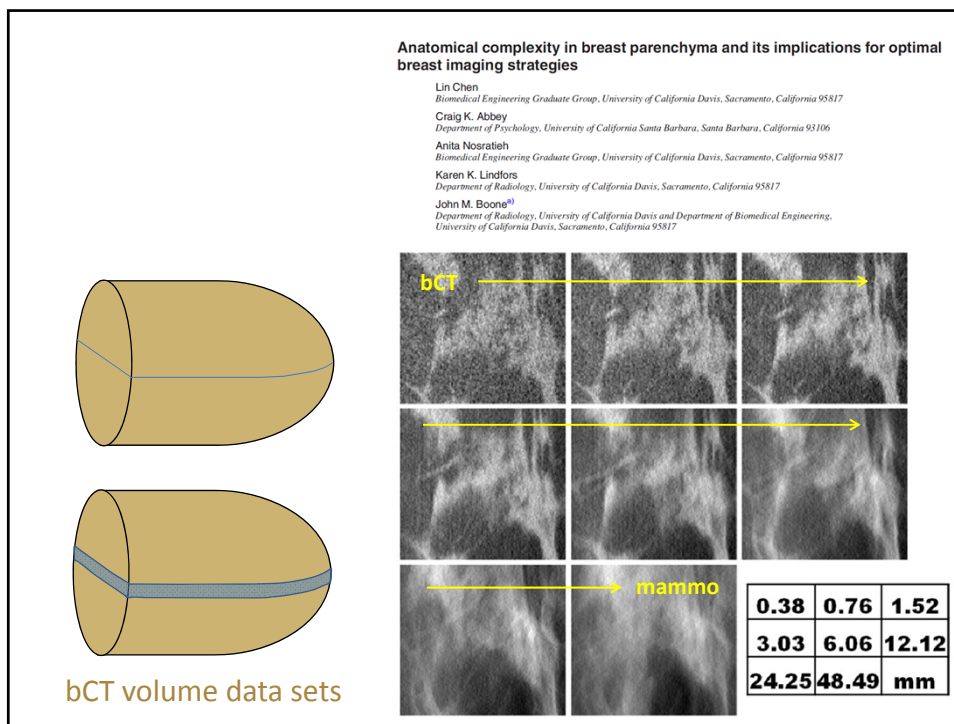 Anatomical complexity in breast parenchyma and its implications for optimal
breast imaging strategies
Lin Chen
Biomedical Engineering Graduate Group, University of California Davis, Sacramento, California 95817
Craig K. Abbey
Department of Psychology, University of California Santa Barbara, Santa Barbara, California 93106
Anita Nosratieh
Biomedical Engineering Graduate Group, University of California Davis, Sacramento, California 95817
Karen K. Lindfors
Department of Radiology, University of California Davis, Sacramento, California 95817
John M. Boone a)
Department of Radiology, University of California Davis and Department of Biomedical Engineering,
University of California Davis, Sacramento, California 95817
bCT
mammo
0.38 0.76 1.52
3.03 6.06 12.12
24.25 48.49 mm
bCT volume data sets